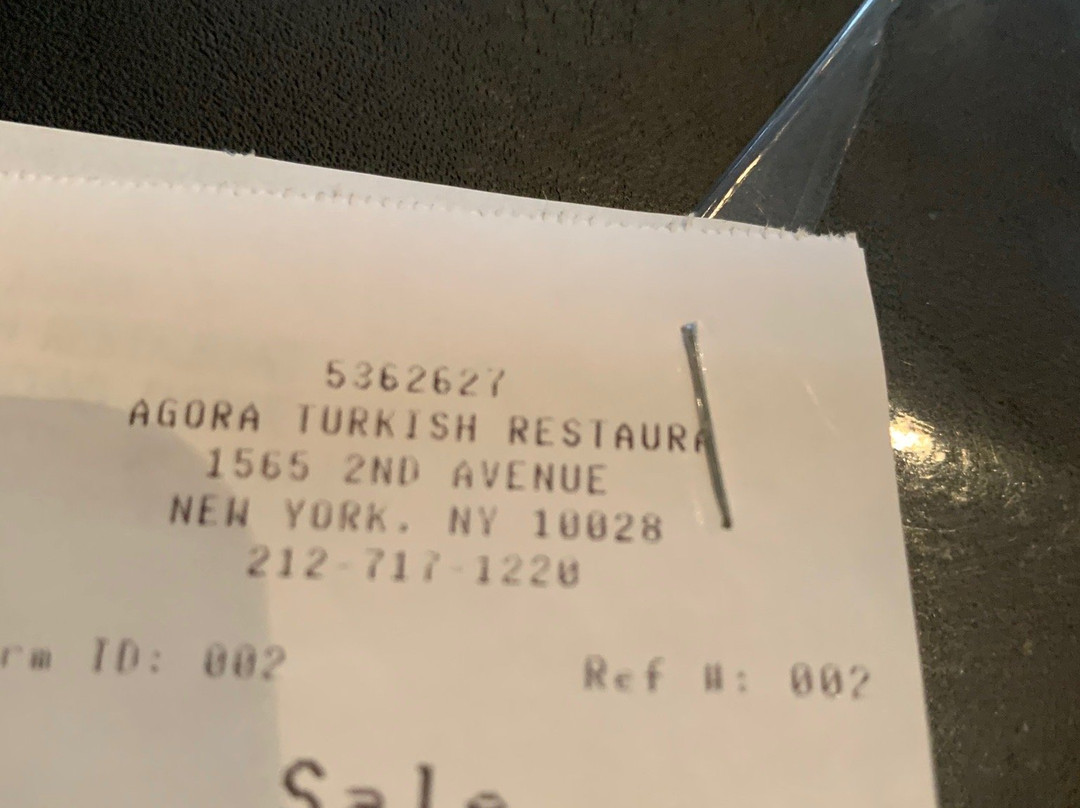 5362627
AGORA TURKISH RESTAURA
1565 2ND AVENUE
NEW YORK. NY 10028
212-717-1220
rm ID: 002 Ref #: 002
Sale